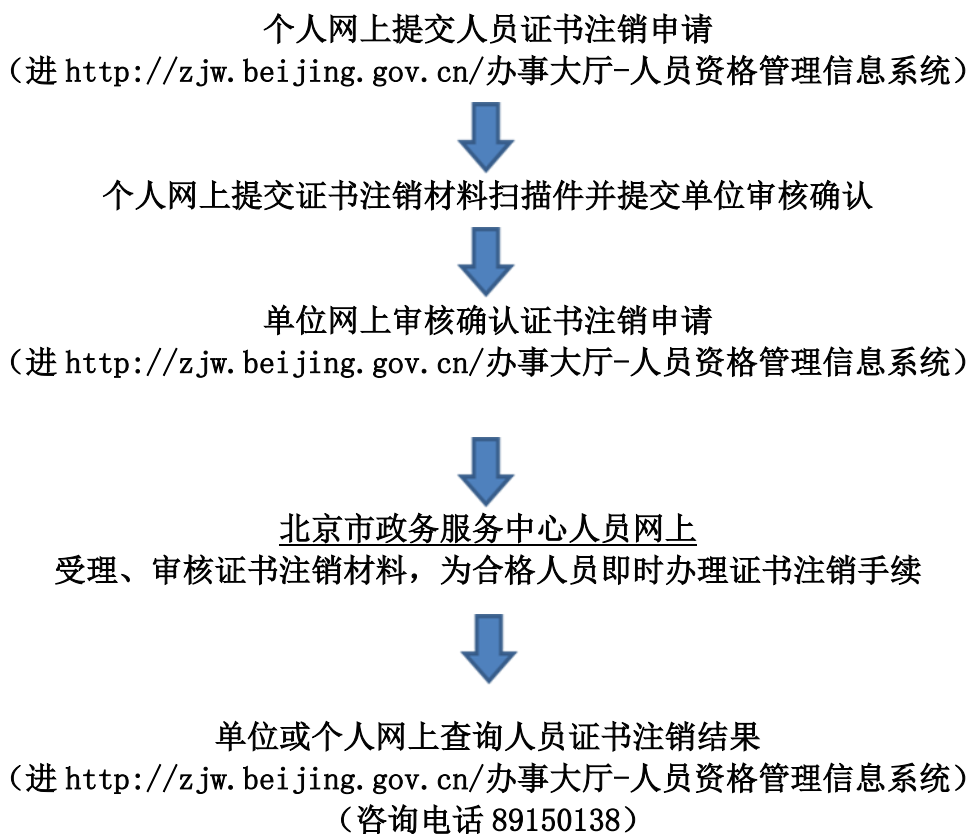 个人网上提交人员证书注销申请
（进 http://zjw.beijing.gov.cn/办事大厅-人员资格管理信息系统）
个人网上提交证书注销材料扫描件并提交单位审核确认
单位网上审核确认证书注销申请
（进 http://zjw.beijing.gov.cn/办事大厅-人员资格管理信息系统）
北京市政务服务中心人员网上
受理、审核证书注销材料，为合格人员即时办理证书注销手续
单位或个人网上查询人员证书注销结果
（进 http://zjw.beijing.gov.cn/办事大厅-人员资格管理信息系统）
（咨询电话 89150138）